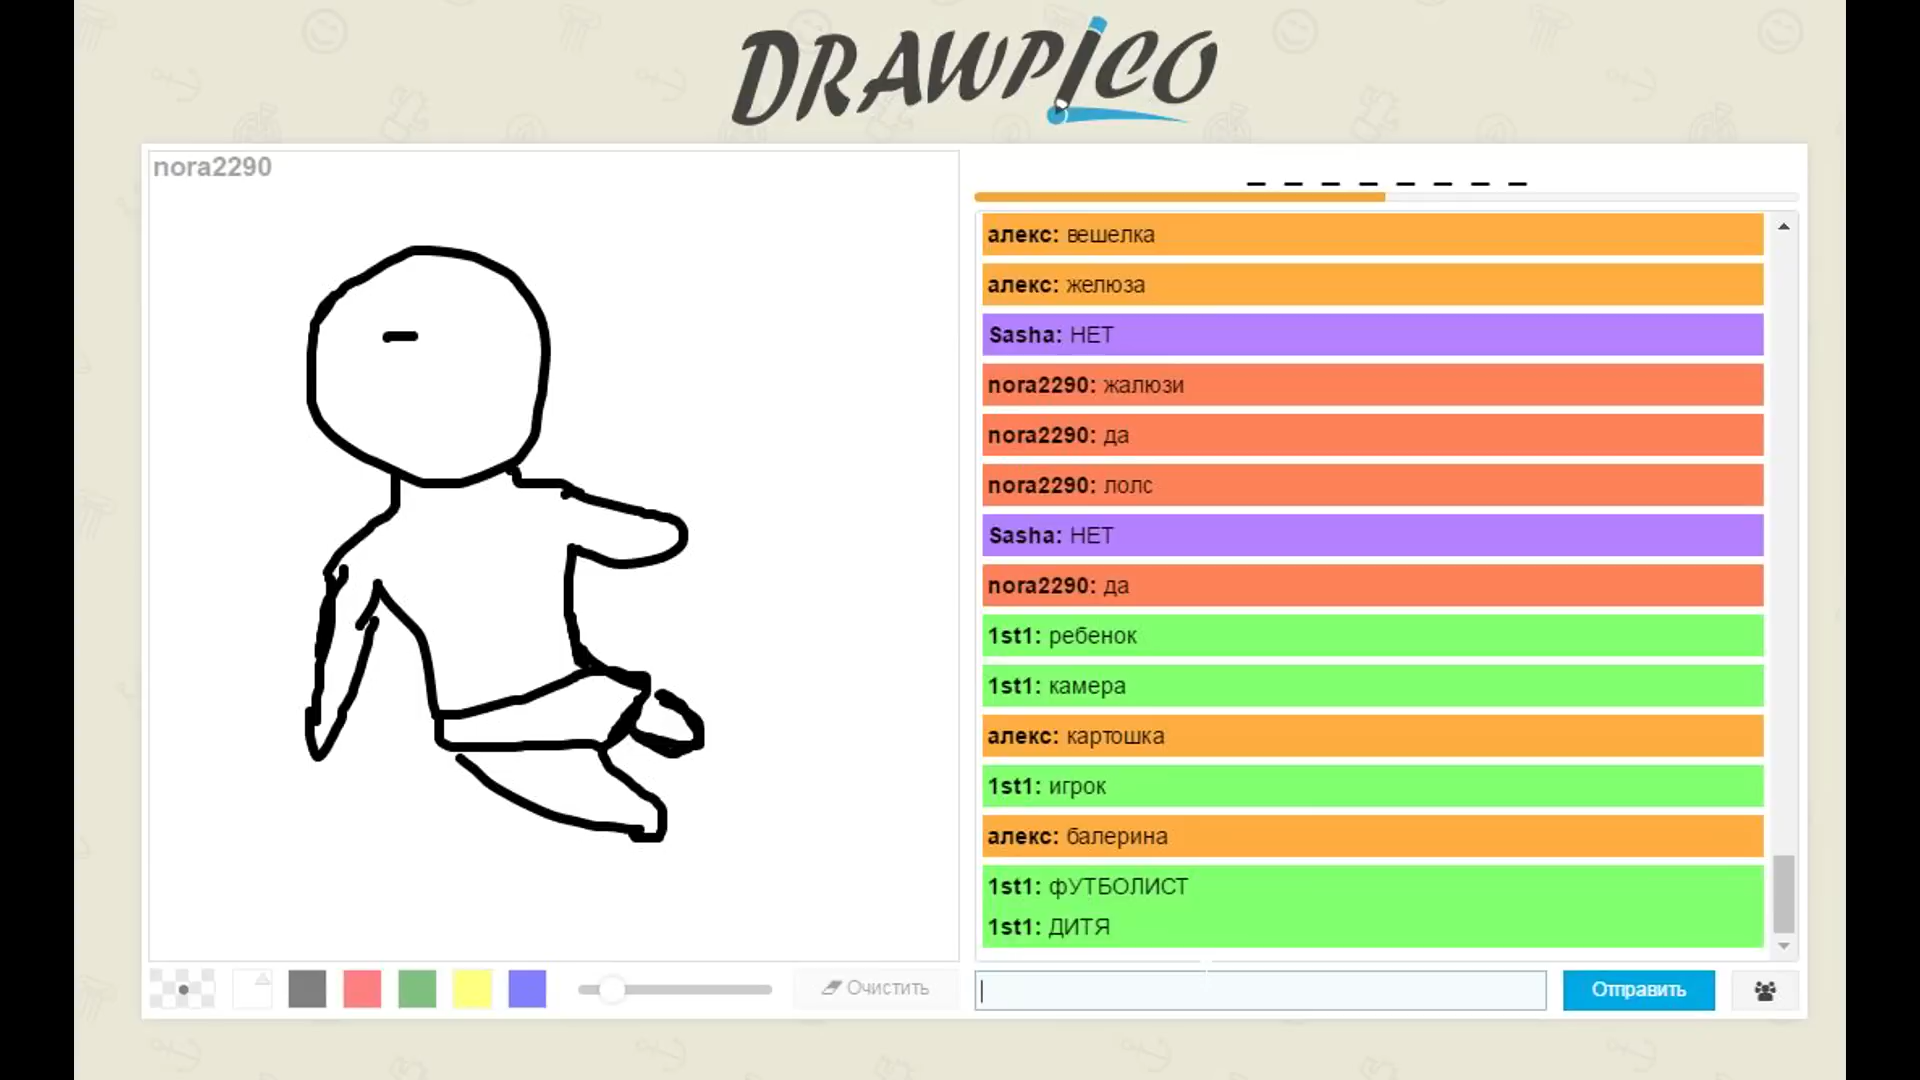 DRAWPICO
nora2290
_ _ _ _ _ _ _ _
алекс: вешелка
алекс: желюза
Sasha: НЕТ
nora2290: жалюзи
nora2290: да
nora2290: лолс
Sasha: НЕТ
nora2290: да
1st1: ребенок
1st1: камера
алекс: картошка
1st1: игрок
алекс: балерина
1st1: фУТБОЛИСТ
1st1: ДИТЯ
Очистить
Отправить